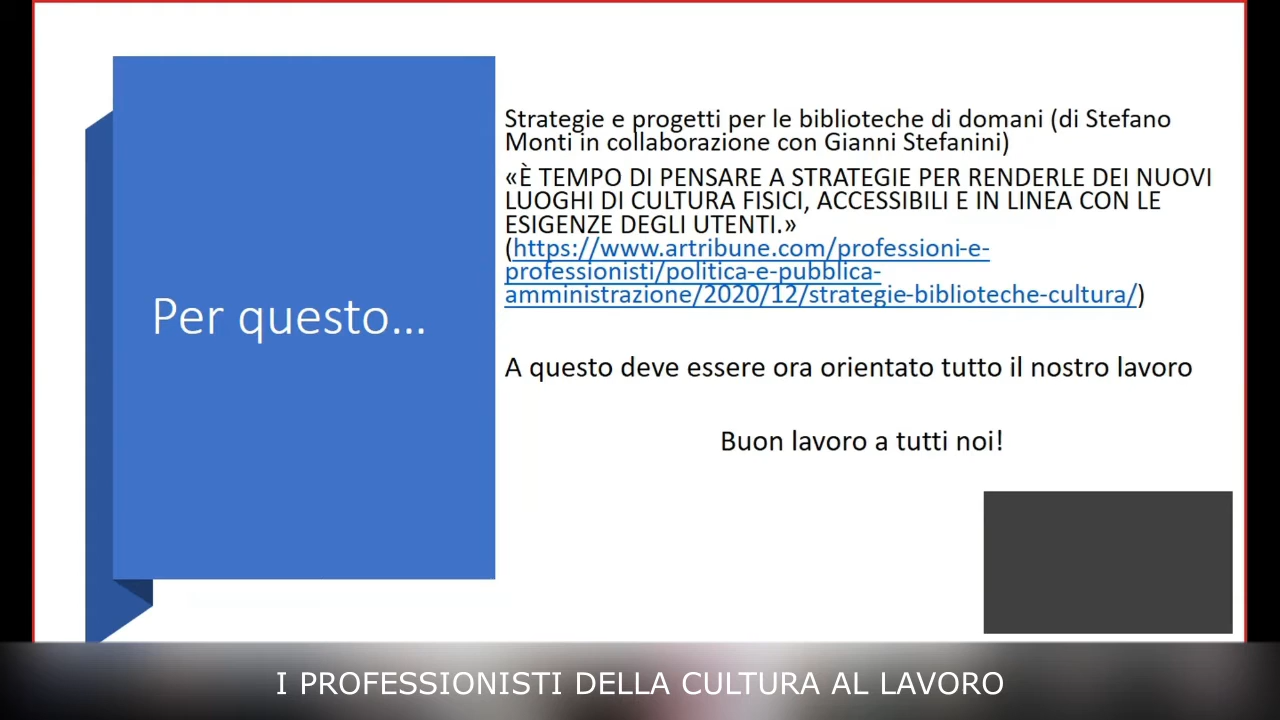 Per questo...
Strategie e progetti per le biblioteche di domani (di Stefano
Monti in collaborazione con Gianni Stefanini)
«È TEMPO DI PENSARE A STRATEGIE PER RENDERLE DEI NUOVI
LUOGHI DI CULTURA FISICI, ACCESSIBILI E IN LINEA CON LE
ESIGENZE DEGLI UTENTI.»
(https://www.artribune.com/professioni-e-
professionisti/politica-e-pubblica-
amministrazione/2020/12/strategie-biblioteche-cultura/)
A questo deve essere ora orientato tutto il nostro lavoro
Buon lavoro a tutti noi!
I PROFESSIONISTI DELLA CULTURA AL LAVORO